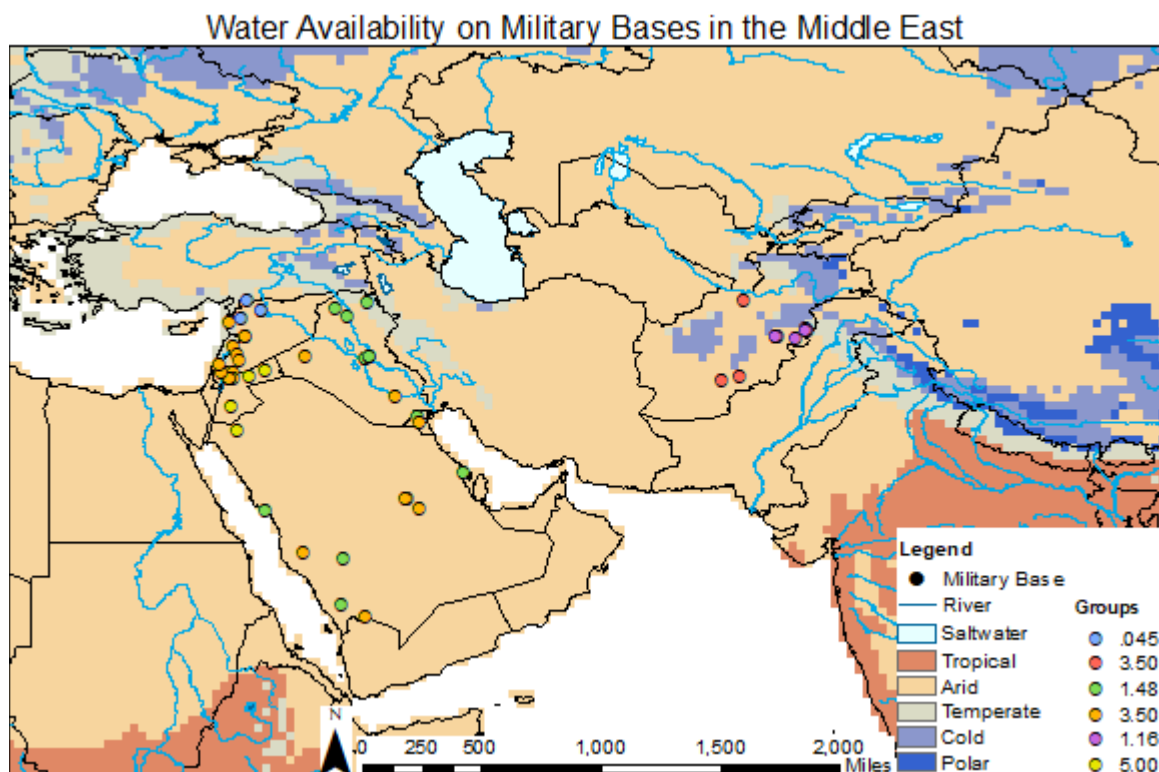 Water Availability on Military Bases in the Middle East
Legend
Military Base
River
Saltwater
Tropical
Arid
Temperate
Cold
Polar
Groups
.045
3.50
1.48
3.50
1.16
5.00
N
0 250 500 1,000 1,500 2,000
Miles